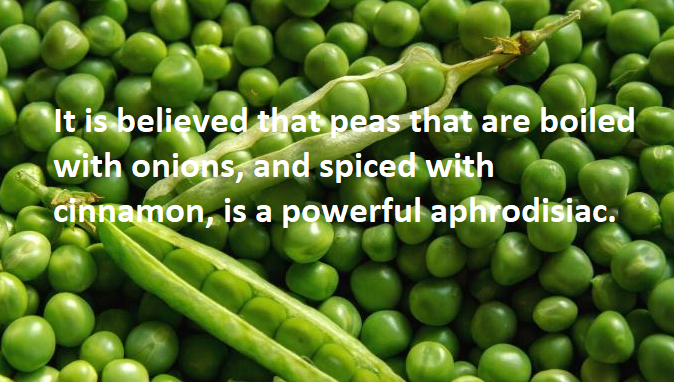 It is believed that peas that are boiled
with onions, and spiced with
cinnamon, is a powerful aphrodisiac.